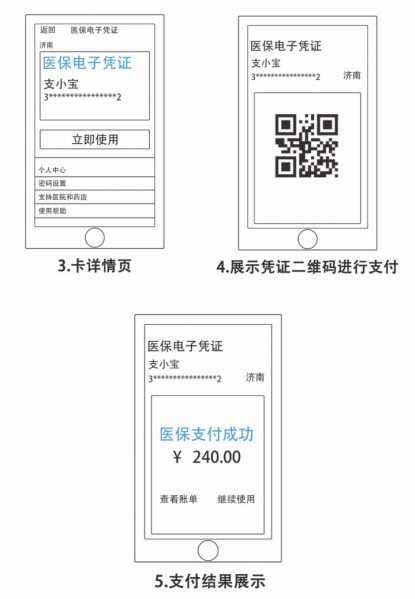 返回 医保电子凭证
济南
医保电子凭证
支小宝
3****************2
立即使用
个人中心
密码设置
支持医院和药店
使用帮助
3.卡详情页
医保电子凭证
支小宝
3****************2 济南
4.展示凭证二维码进行支付
医保电子凭证
支小宝
3****************2 济南
医保支付成功
¥ 240.00
查看账单 继续使用
5.支付结果展示